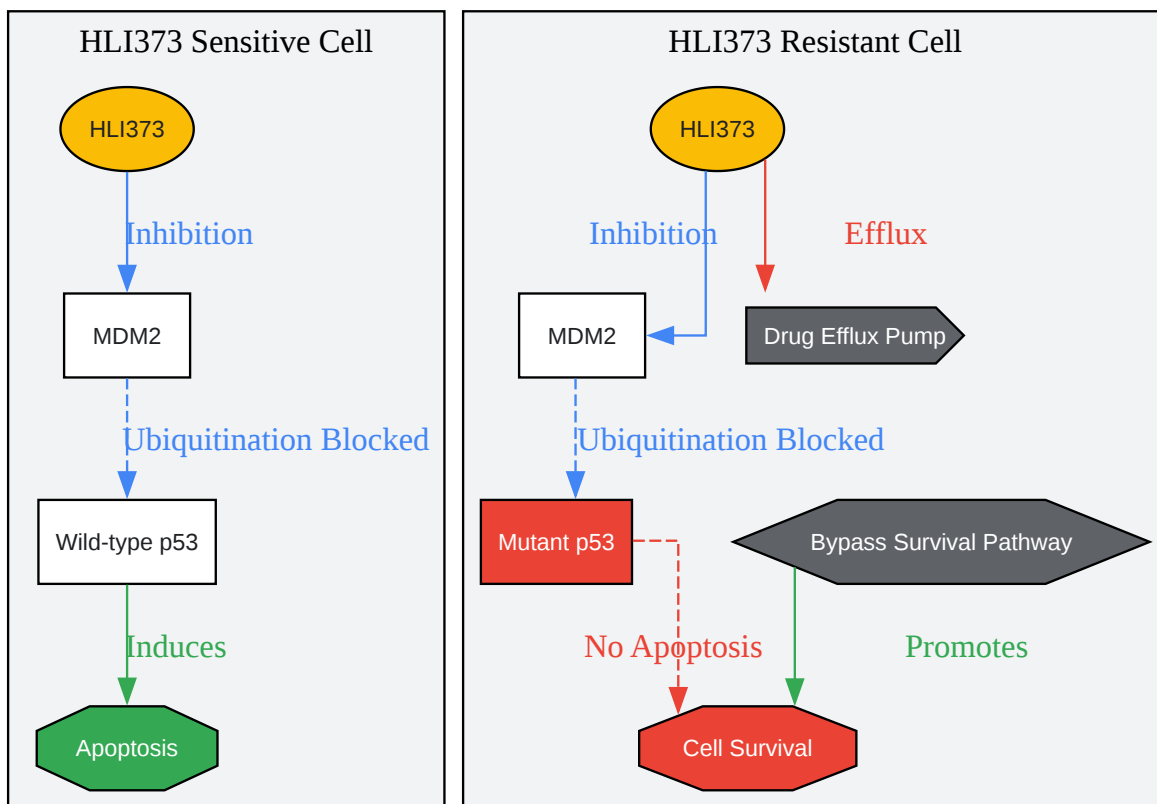 HLI373 Sensitive Cell
HLI373
Inhibition
MDM2
Ubiquitination Blocked
Wild-type p53
Induces
Apoptosis
HLI373 Resistant Cell
HLI373
Inhibition
Efflux
MDM2
Drug Efflux Pump
Ubiquitination Blocked
Mutant p53
Bypass Survival Pathway
No Apoptosis
Promotes
Cell Survival